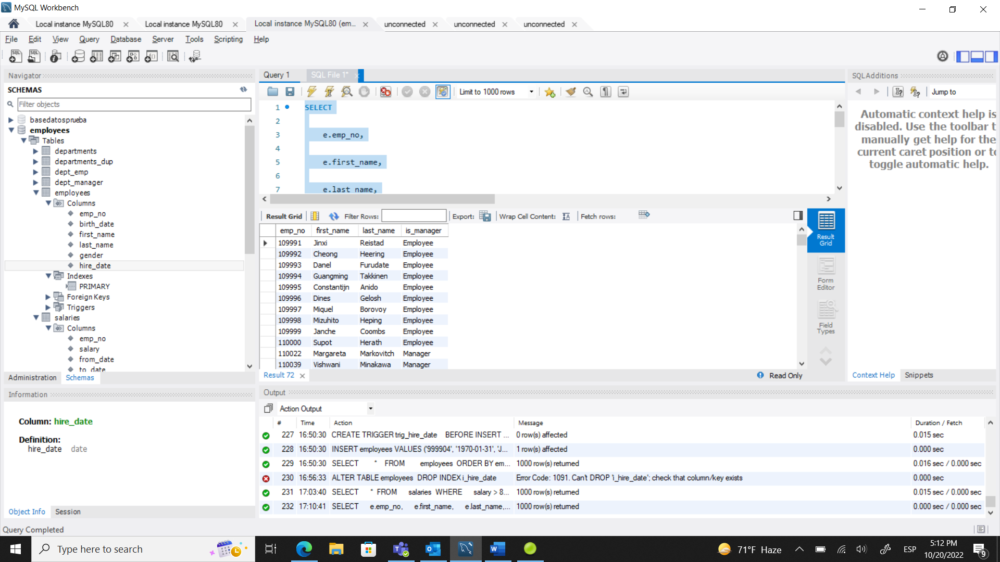 MySQL Workbench
Local instance MySQL80
Local instance MySQL80
Local instance MySQL80 (em...
unconnected
unconnected
unconnected
File Edit View Query Database Server Tools Scripting Help
Navigator
SCHEMAS
Filter objects
basedatosprueba
employees
Tables
departments
departments_dup
dept_emp
dept_manager
employees
Columns
emp_no
birth_date
first_name
last_name
gender
hire_date
Indexes
PRIMARY
Foreign Keys
Triggers
salaries
Columns
emp_no
salary
from_date
to_date
Administration Schemas
Information
Column: hire_date
Definition:
hire_date date
Object Info Session
Query Completed
Query 1 SQL File 1*
Limit to 1000 rows
1 SELECT
2
3 e.emp_no,
4
5 e.first_name,
6
7 e.last_name,
Result Grid Filter Rows: Export: Wrap Cell Content: Fetch rows:
emp_no first_name last_name is_manager
109991 Jinxi Reistad Employee
109992 Cheong Heering Employee
109993 Danel Furudate Employee
109994 Guangming Takkinen Employee
109995 Constantijn Anido Employee
109996 Dines Gelosh Employee
109997 Miquel Borovoy Employee
109998 Mizuhito Heping Employee
109999 Janche Coombs Employee
110000 Supot Herath Employee
110022 Margareta Markovitch Manager
110039 Vishwani Minakawa Manager
Result Grid
Form Editor
Field Types
Result 72
Read Only
SQLAdditions
Jump to
Automatic context help is
disabled. Use the toolbar t
manually get help for the
current caret position or to
toggle automatic help.
Context Help Snippets
Output
Action Output
# Time Action Message Duration / Fetch
227 16:50:30 CREATE TRIGGER trig_hire_date BEFORE INSERT ... 0 row(s) affected 0.015 sec
228 16:50:30 INSERT employees VALUES ('999904', '1970-01-31', 'J... 1 row(s) affected 0.000 sec
229 16:50:30 SELECT * FROM employees ORDER BY em... 1000 row(s) returned 0.016 sec / 0.000 sec
230 16:56:33 ALTER TABLE employees DROP INDEX i_hire_date Error Code: 1091. Can't DROP 'i_hire_date'; check that column/key exists 0.000 sec
231 17:03:40 SELECT * FROM salaries WHERE salary > 8... 1000 row(s) returned 0.015 sec / 0.000 sec
232 17:10:41 SELECT e.emp_no, e.first_name, e.last_name,... 1000 row(s) returned 0.000 sec / 0.000 sec
Type here to search
71°F Haze
ESP
5:12 PM
10/20/2022
9